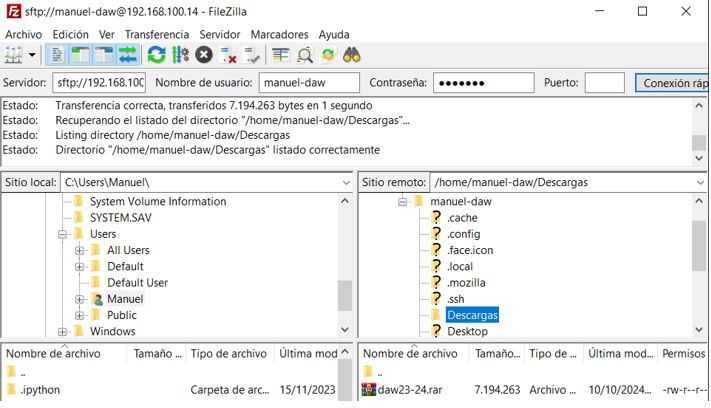 sftp://manuel-daw@192.168.100.14 - FileZilla
Archivo Edición Ver Transferencia Servidor Marcadores Ayuda
Servidor: sftp://192.168.100 Nombre de usuario: manuel-daw Contraseña: ●●●●●●● Puerto: Conexión ráp
Estado: Transferencia correcta, transferidos 7.194.263 bytes en 1 segundo
Estado: Recuperando el listado del directorio "/home/manuel-daw/Descargas"...
Estado: Listing directory /home/manuel-daw/Descargas
Estado: Directorio "/home/manuel-daw/Descargas" listado correctamente
Sitio local: C:\Users\Manuel\
System Volume Information
SYSTEM.SAV
Users
All Users
Default
Default User
Manuel
Public
Windows
Sitio remoto: /home/manuel-daw/Descargas
manuel-daw
.cache
.config
.face.icon
.local
.mozilla
.ssh
Descargas
Desktop
Nombre de archivo Tamaño ... Tipo de archivo Última mod...
..
.ipython Carpeta de arc... 15/11/2023
Nombre de archivo Tamaño... Tipo de ... Última mod... Permisos
..
daw23-24.rar 7.194.263 Archivo ... 10/10/2024... -rw-r--r--